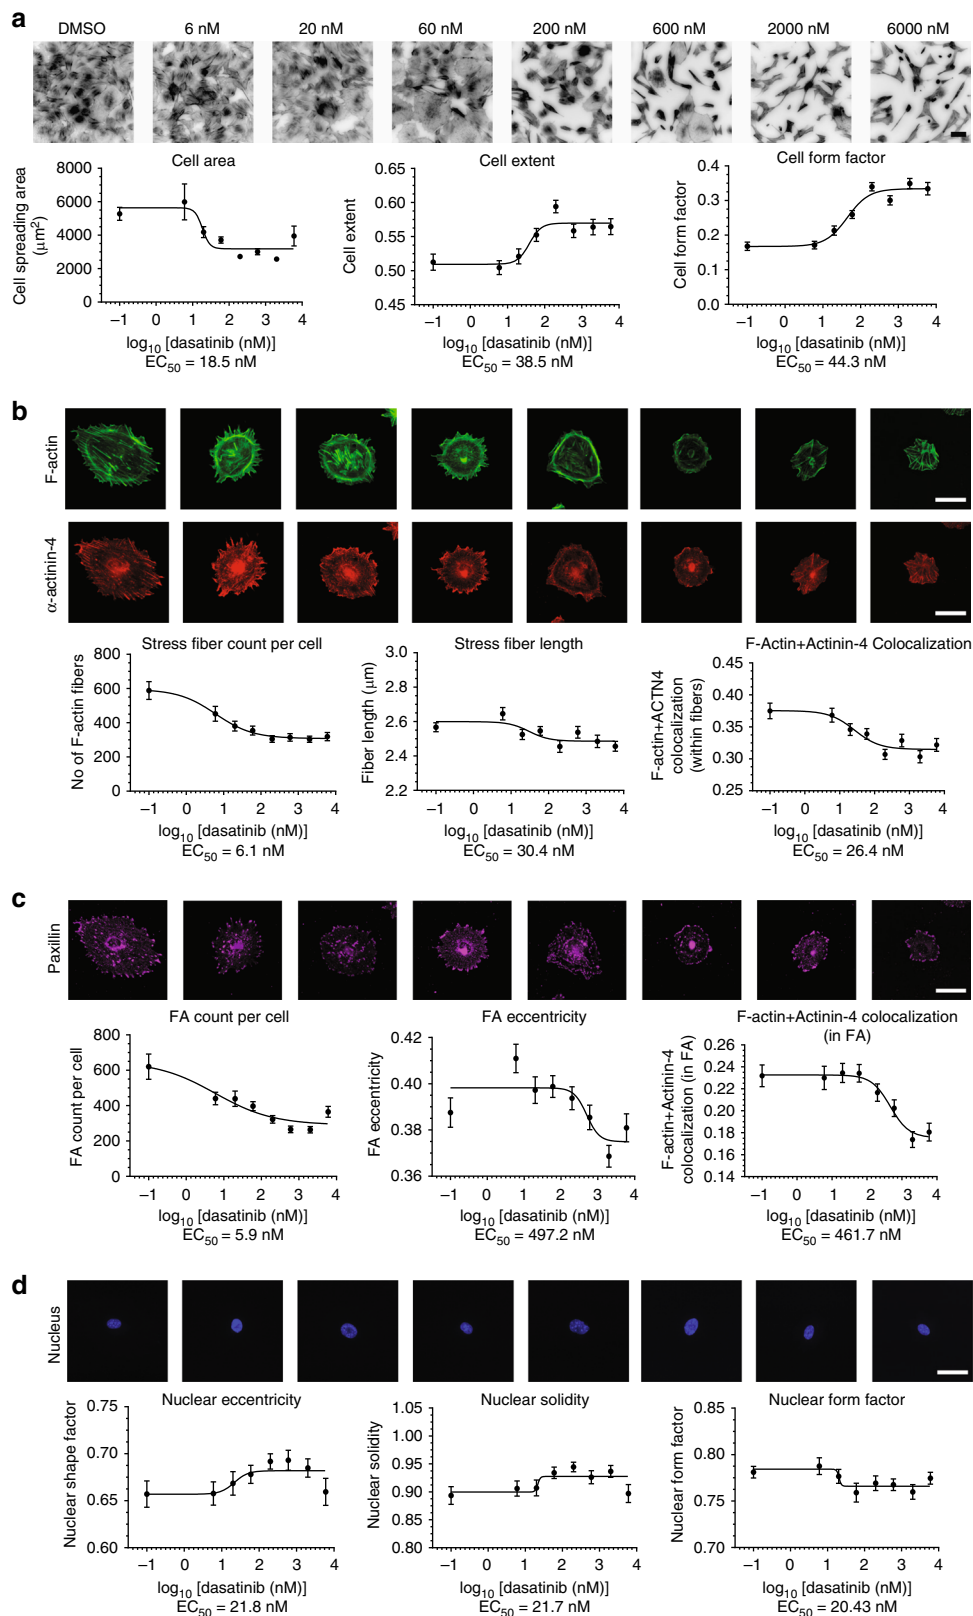 a
DMSO 6 nM 20 nM 60 nM 200 nM 600 nM 2000 nM 6000 nM
Cell area
Cell spreading area
(μm²)
8000
6000
4000
2000
0
–1 0 1 2 3 4
log₁₀ [dasatinib (nM)]
EC₅₀ = 18.5 nM
Cell extent
Cell extent
0.65
0.60
0.55
0.50
0.45
–1 0 1 2 3 4
log₁₀ [dasatinib (nM)]
EC₅₀ = 38.5 nM
Cell form factor
Cell form factor
0.4
0.3
0.2
0.1
0.0
–1 0 1 2 3 4
log₁₀ [dasatinib (nM)]
EC₅₀ = 44.3 nM
b
F-actin
α-actinin-4
Stress fiber count per cell
No of F-actin fibers
800
600
400
200
0
–1 0 1 2 3 4
log₁₀ [dasatinib (nM)]
EC₅₀ = 6.1 nM
Stress fiber length
Fiber length (μm)
3.0
2.8
2.6
2.4
2.2
–1 0 1 2 3 4
log₁₀ [dasatinib (nM)]
EC₅₀ = 30.4 nM
F-Actin+Actinin-4 Colocalization
F-actin+ACTN4
colocalization
(within fibers)
0.45
0.40
0.35
0.30
0.25
–1 0 1 2 3 4
log₁₀ [dasatinib (nM)]
EC₅₀ = 26.4 nM
c
Paxillin
FA count per cell
FA count per cell
800
600
400
200
0
–1 0 1 2 3 4
log₁₀ [dasatinib (nM)]
EC₅₀ = 5.9 nM
FA eccentricity
FA eccentricity
0.42
0.40
0.38
0.36
–1 0 1 2 3 4
log₁₀ [dasatinib (nM)]
EC₅₀ = 497.2 nM
F-actin+Actinin-4 colocalization
(in FA)
F-actin+Actinin-4
colocalization (in FA)
0.26
0.23
0.20
0.18
0.16
0.14
–1 0 1 2 3 4
log₁₀ [dasatinib (nM)]
EC₅₀ = 461.7 nM
d
Nucleus
Nuclear eccentricity
Nuclear shape factor
0.75
0.70
0.65
0.60
–1 0 1 2 3 4
log₁₀ [dasatinib (nM)]
EC₅₀ = 21.8 nM
Nuclear solidity
Nuclear solidity
1.05
1.00
0.95
0.90
0.85
0.80
–1 0 1 2 3 4
log₁₀ [dasatinib (nM)]
EC₅₀ = 21.7 nM
Nuclear form factor
Nuclear form factor
0.85
0.80
0.75
0.70
–1 0 1 2 3 4
log₁₀ [dasatinib (nM)]
EC₅₀ = 20.43 nM